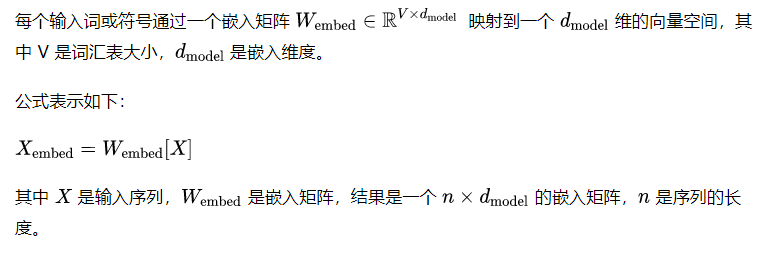 每个输入词或符号通过一个嵌入矩阵 $W_{\text{embed}} \in \mathbb{R}^{V \times d_{\text{model}}}$ 映射到一个 $d_{\text{model}}$ 维的向量空间，其
中 V 是词汇表大小，$d_{\text{model}}$ 是嵌入维度。
公式表示如下：
$X_{\text{embed}} = W_{\text{embed}}[X]$
其中 $X$ 是输入序列，$W_{\text{embed}}$ 是嵌入矩阵，结果是一个 $n \times d_{\text{model}}$ 的嵌入矩阵，$n$ 是序列的长
度。